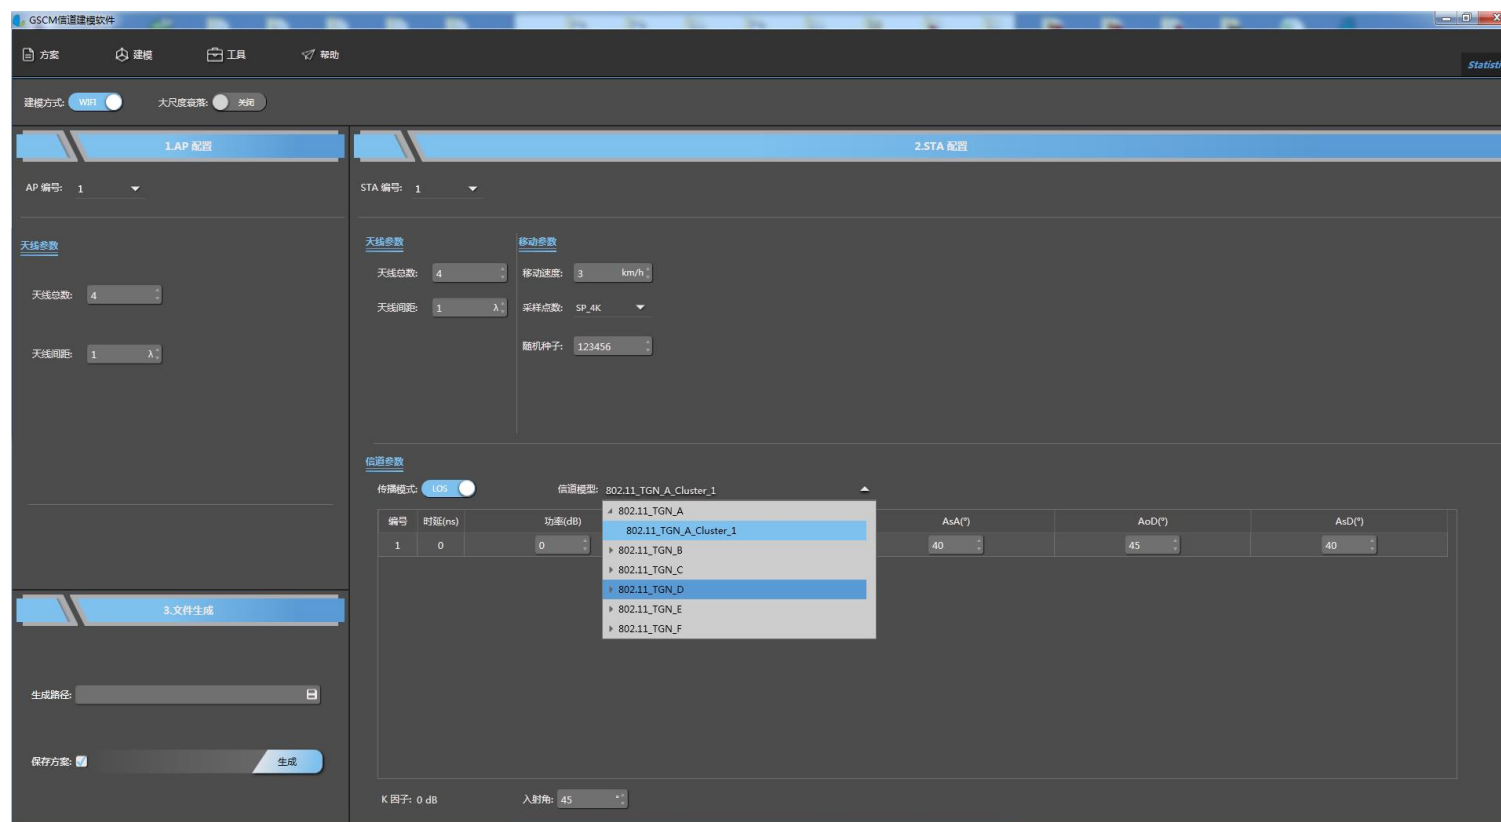 GSCM信道建模软件
方案 建模 工具 帮助
Statisti
建模方式: WIFI 大尺度衰落: 关闭
1.AP 配置
AP 编号: 1
天线参数
天线总数: 4
天线间距: 1 λ
3.文件生成
生成路径:
保存方案: 生成
2.STA 配置
STA 编号: 1
天线参数
天线总数: 4
天线间距: 1 λ
移动参数
移动速度: 3 km/h
采样点数: SP_4K
随机种子: 123456
信道参数
传播模式: LOS 信道模型: 802.11_TGN_A_Cluster_1
802.11_TGN_A
802.11_TGN_A_Cluster_1
802.11_TGN_B
802.11_TGN_C
802.11_TGN_D
802.11_TGN_E
802.11_TGN_F
编号 时延(ns) 功率(dB) AsA(°) AoD(°) AsD(°)
1 0 0 40 45 40
K 因子: 0 dB 入射角: 45 °